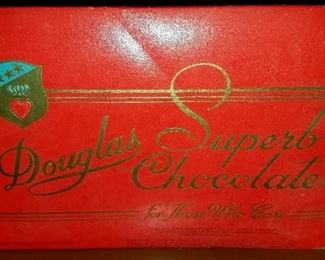 Douglas Superb
Chocolate
for Those Who Care